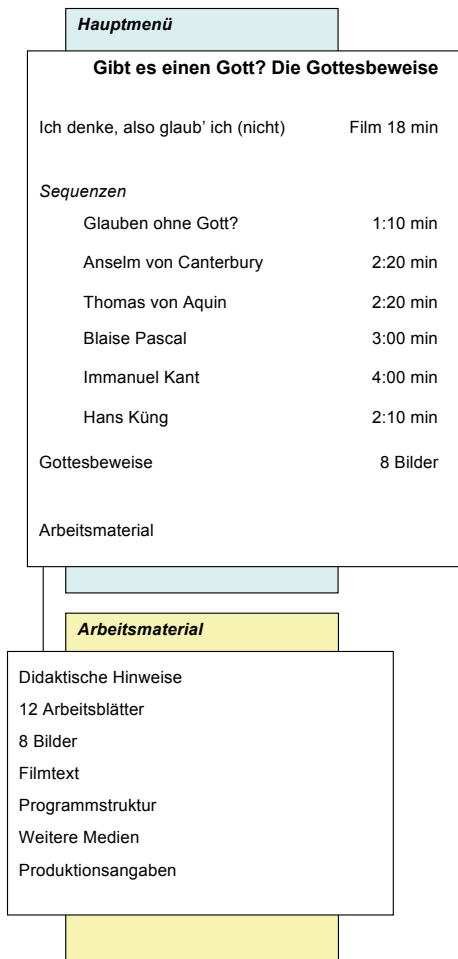 Hauptmenü
Gibt es einen Gott? Die Gottesbeweise
Ich denke, also glaub' ich (nicht) Film 18 min
Sequenzen
Glauben ohne Gott? 1:10 min
Anselm von Canterbury 2:20 min
Thomas von Aquin 2:20 min
Blaise Pascal 3:00 min
Immanuel Kant 4:00 min
Hans Küng 2:10 min
Gottesbeweise 8 Bilder
Arbeitsmaterial
Arbeitsmaterial
Didaktische Hinweise
12 Arbeitsblätter
8 Bilder
Filmtext
Programmstruktur
Weitere Medien
Produktionsangaben